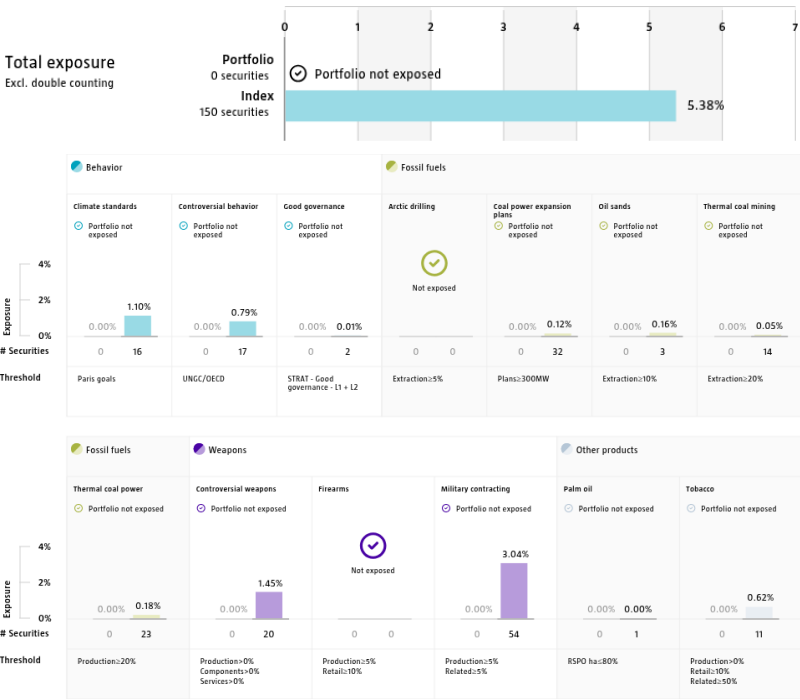 0 1 2 3 4 5 6 7
Total exposure
Excl. double counting
Portfolio
0 securities
Portfolio not exposed
Index
150 securities
5.38%
Behavior
Fossil fuels
Climate standards
Controversial behavior
Good governance
Arctic drilling
Coal power expansion
plans
Oil sands
Thermal coal mining
Portfolio not
exposed
Portfolio not
exposed
Portfolio not
exposed
Not exposed
Portfolio not
exposed
Portfolio not
exposed
Portfolio not
exposed
Exposure
4%
2%
0%
0.00% 1.10%
0.00% 0.79%
0.00% 0.01%
0.00% 0.12%
0.00% 0.16%
0.00% 0.05%
# Securities 0 16 0 17 0 2 0 0 0 32 0 3 0 14
Threshold
Paris goals
UNGC/OECD
STRAT - Good
governance - L1 + L2
Extraction≥5%
Plans≥300MW
Extraction≥10%
Extraction≥20%
Fossil fuels
Weapons
Other products
Thermal coal power
Controversial weapons
Firearms
Military contracting
Palm oil
Tobacco
Portfolio not exposed
Portfolio not exposed
Not exposed
Portfolio not exposed
Portfolio not exposed
Portfolio not exposed
Exposure
4%
2%
0%
0.00% 0.18%
0.00% 1.45%
0.00% 3.04%
0.00% 0.00%
0.00% 0.62%
# Securities 0 23 0 20 0 0 0 54 0 1 0 11
Threshold
Production≥20%
Production>0%
Components>0%
Services>0%
Production≥5%
Retail≥10%
Production≥5%
Related≥5%
RSPO ha≤80%
Production>0%
Retail≥10%
Related≥50%